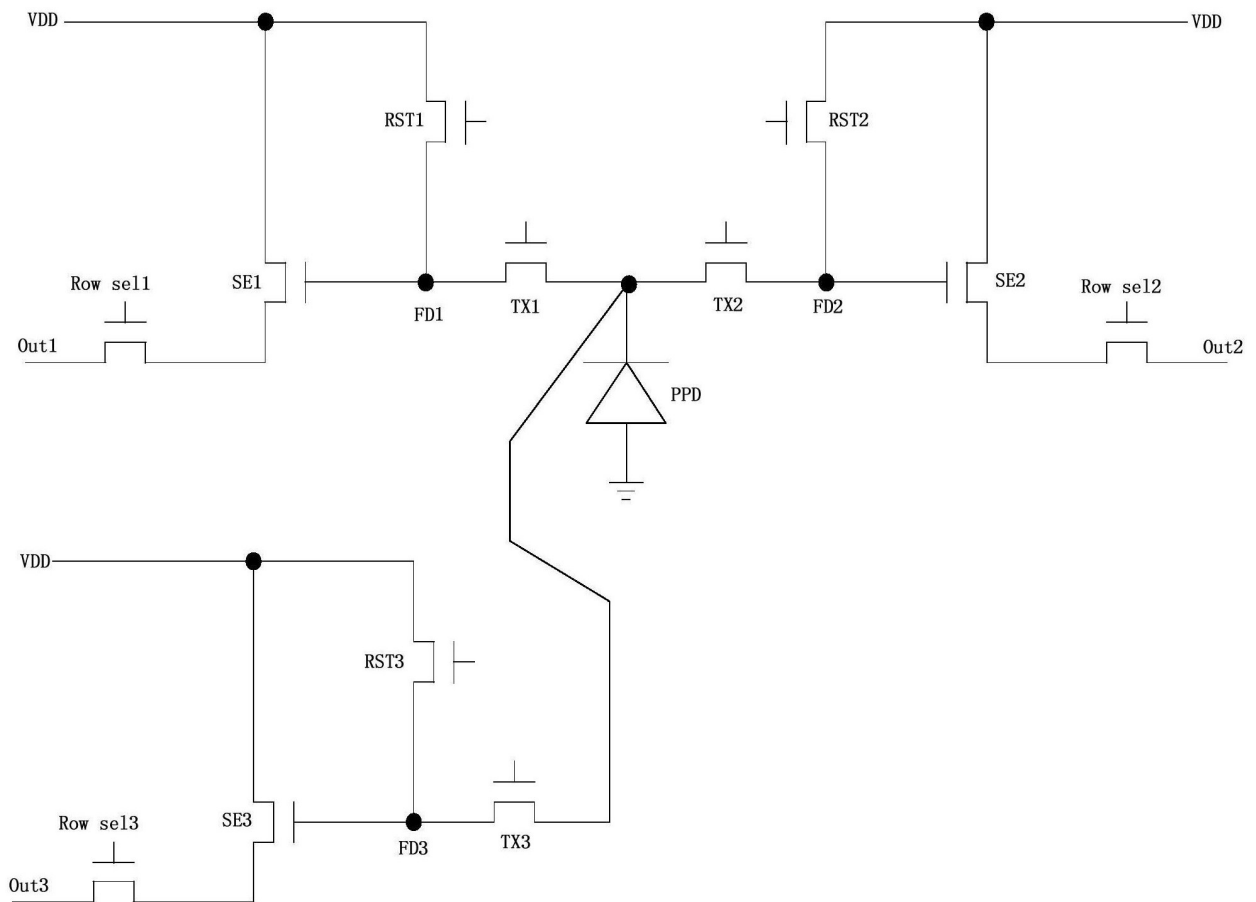 VDD
VDD
RST1
RST2
Row sel1
SE1
SE2
Row sel2
FD1
TX1
TX2
FD2
Out1
Out2
PPD
VDD
RST3
Row sel3
SE3
FD3
TX3
Out3